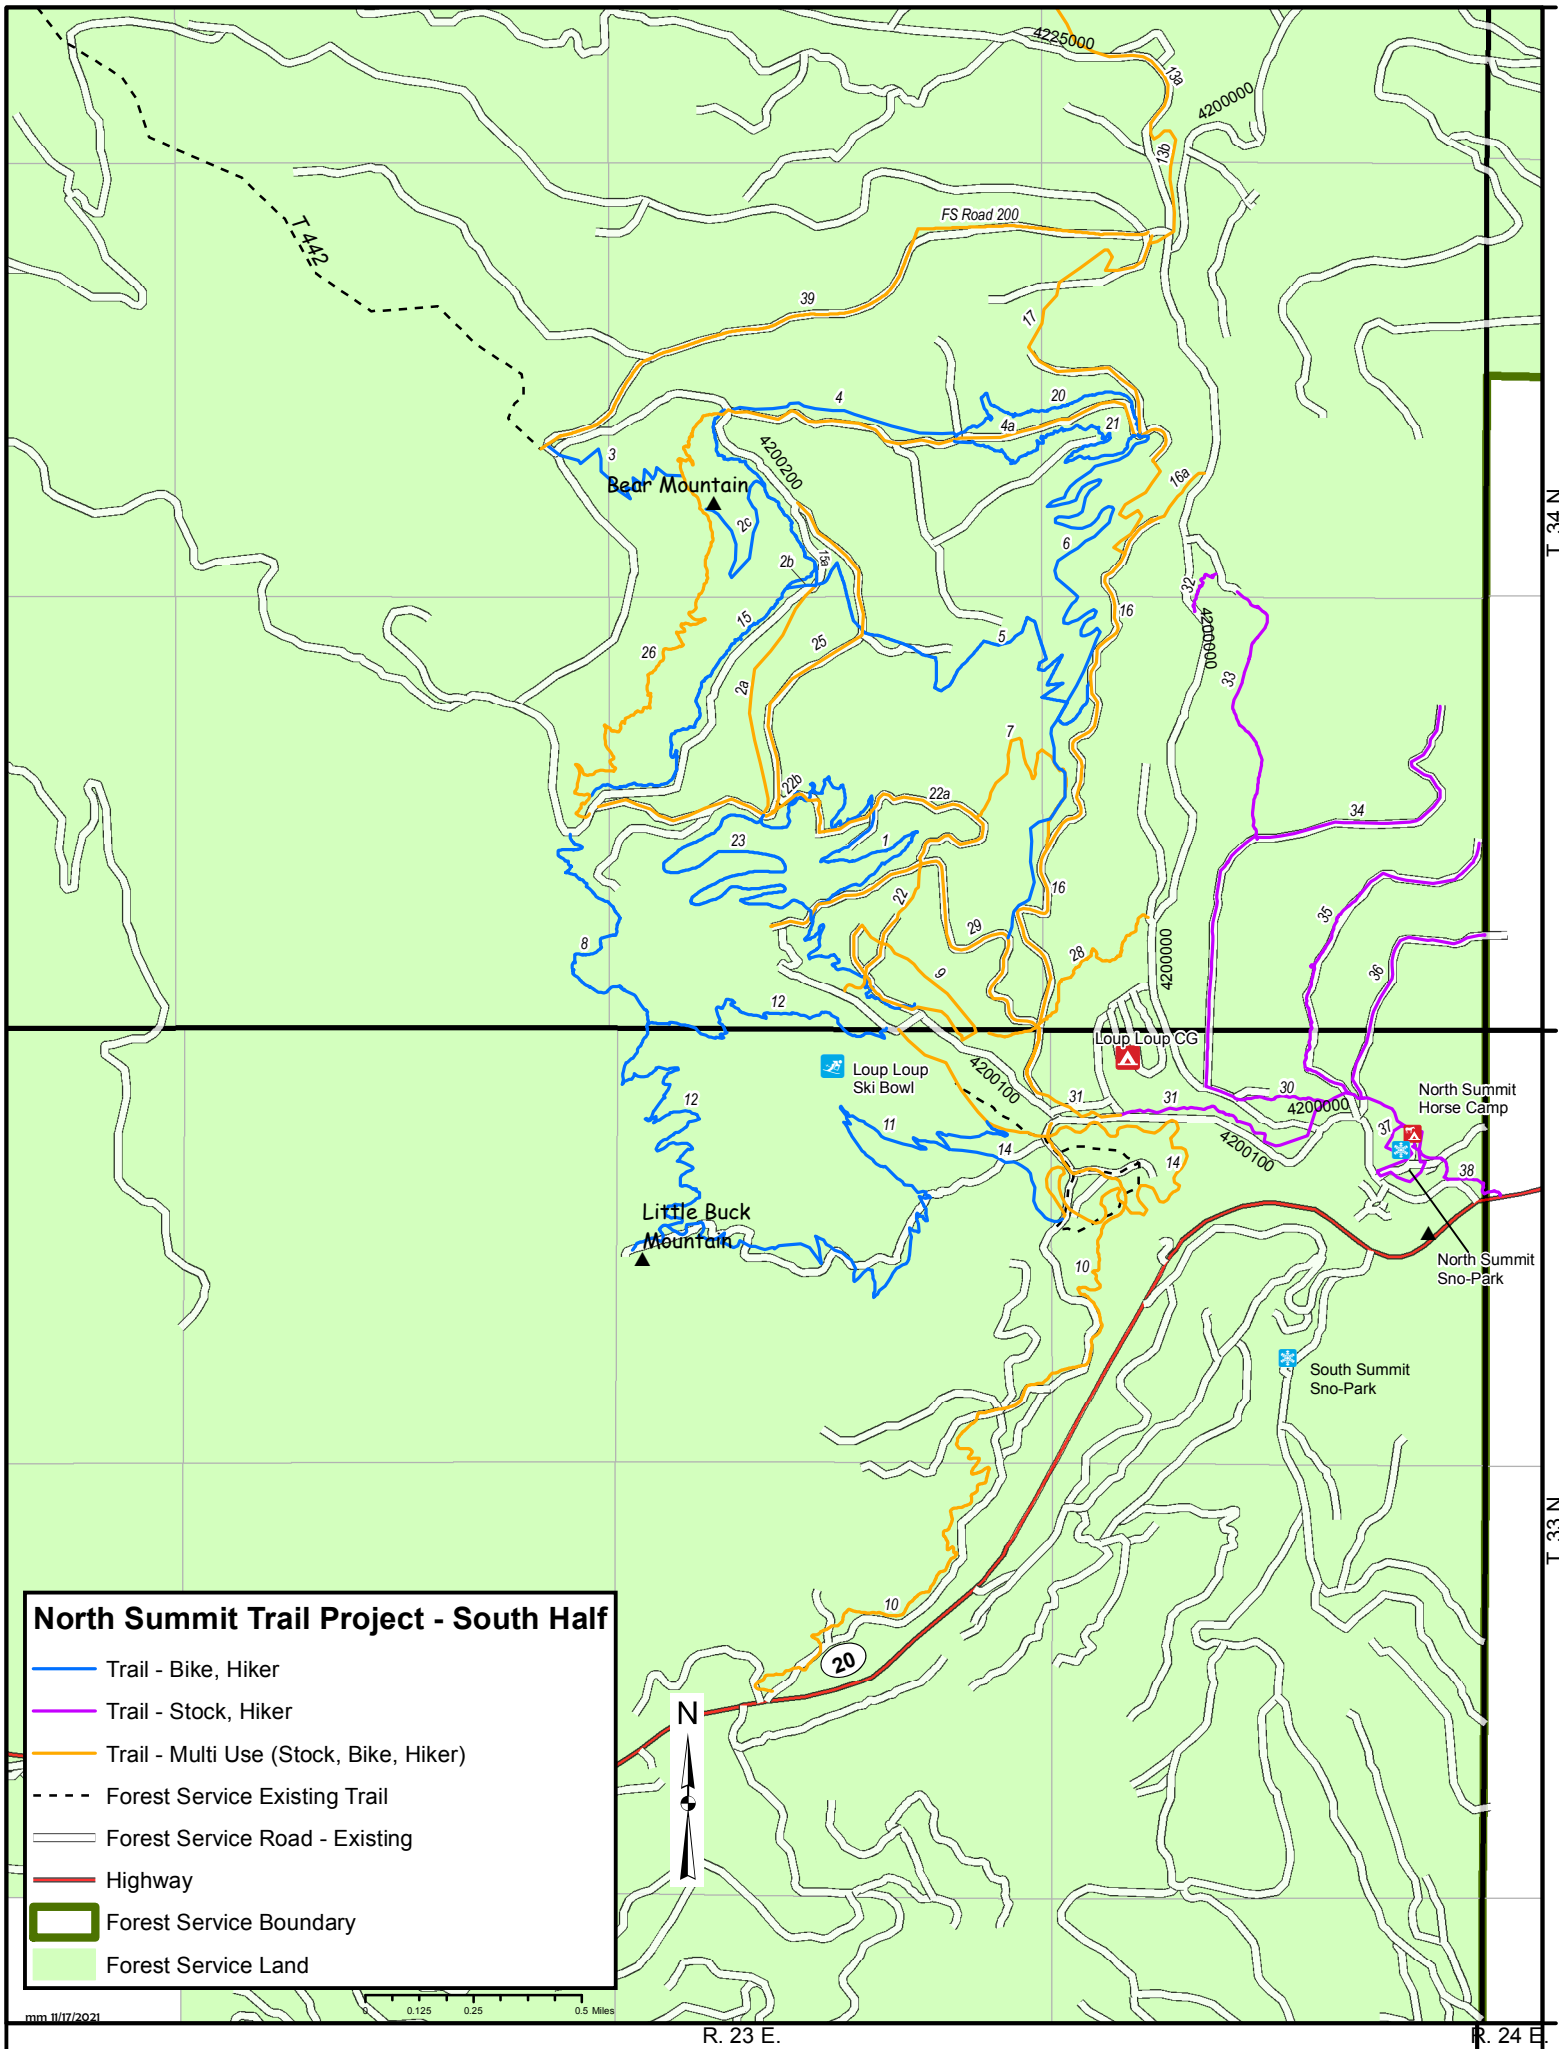 4225000
13a
4200000
13b
T 442
FS Road 200
39
17
4
20
4a
21
3
4200200
16a
Bear Mountain
2c
6
2b
15a
32
15
16
4200000
5
26
25
33
2a
7
22b
22a
34
1
23
16
22
35
29
8
28
4200000
9
36
12
Loup Loup CG
Loup Loup
Ski Bowl
4200100
30
31
31
North Summit
Horse Camp
4200000
12
11
37
14
4200100
14
38
Little Buck
Mountain
10
North Summit
Sno-Park
South Summit
Sno-Park
T. 34 N
T. 33 N
10
20
N
North Summit Trail Project - South Half
Trail - Bike, Hiker
Trail - Stock, Hiker
Trail - Multi Use (Stock, Bike, Hiker)
Forest Service Existing Trail
Forest Service Road - Existing
Highway
Forest Service Boundary
Forest Service Land
0 0.125 0.25 0.5 Miles
mm 11/17/2021
R. 23 E.
R. 24 E.